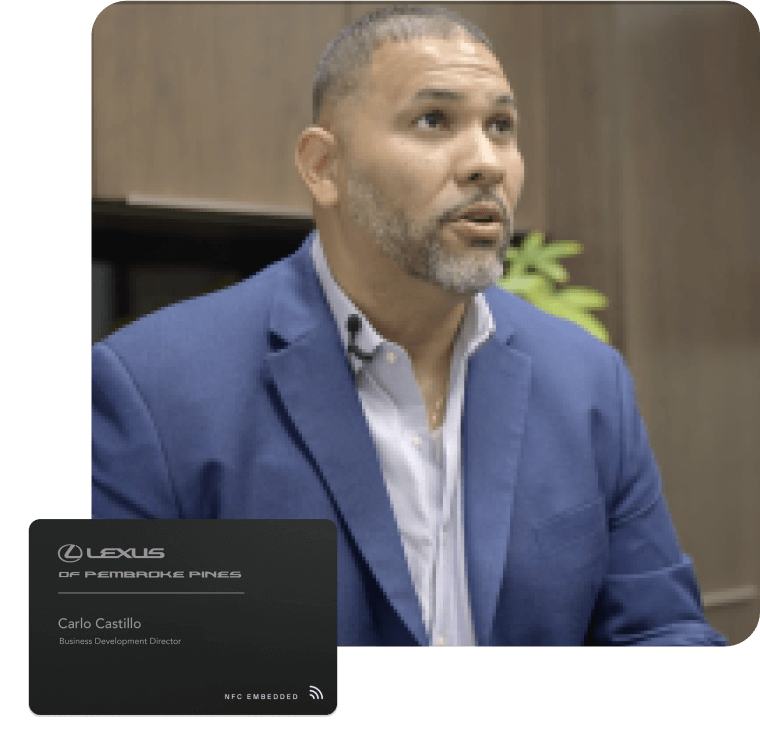 LEXUS
OF PEMBROKE PINES
Carlo Castillo
Business Development Director
NFC EMBEDDED